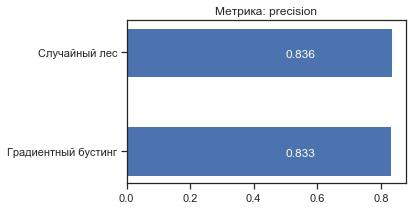 Метрика: precision
Случайный лес
0.836
Градиентный бустинг
0.833
0.0 0.2 0.4 0.6 0.8